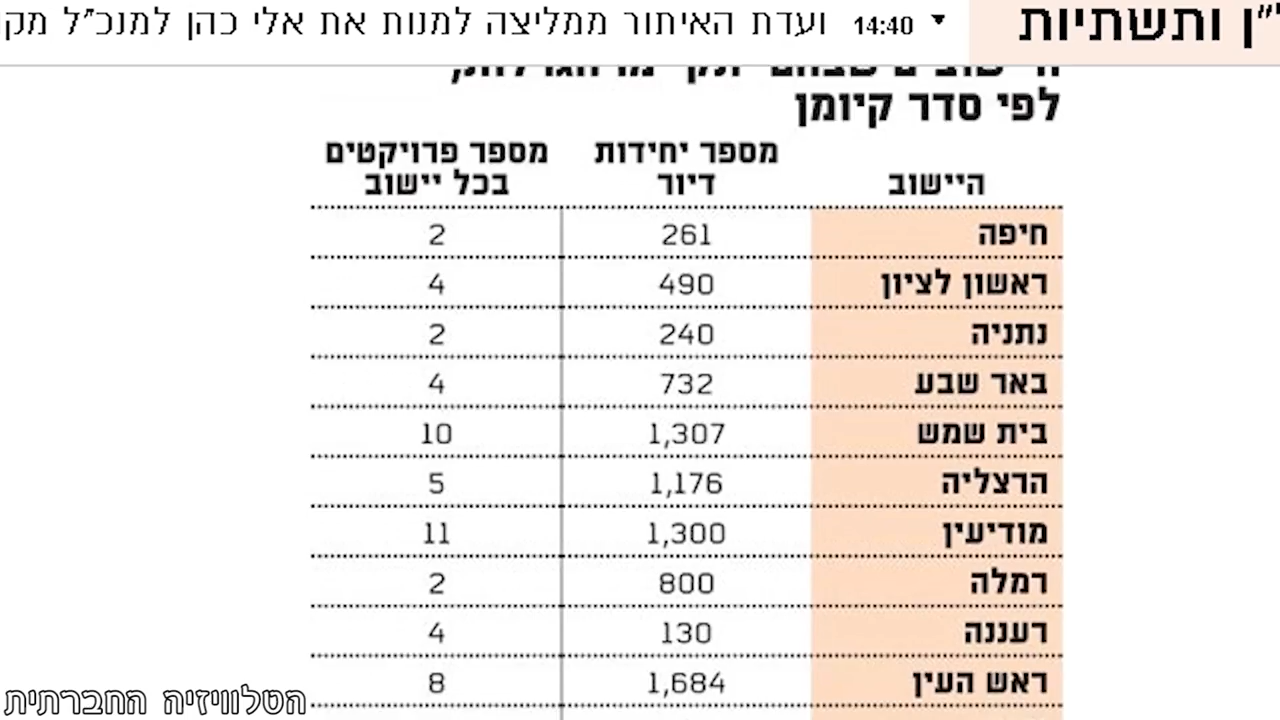 י"ן ותשתיות
14:40 ועדת האיתור ממליצה למנות את אלי כהן למנכ"ל מק
לפי סדר קיומן
היישוב מספר יחידות דיור מספר פרויקטים בכל יישוב
חיפה 261 2
ראשון לציון 490 4
נתניה 240 2
באר שבע 732 4
בית שמש 1,307 10
הרצליה 1,176 5
מודיעין 1,300 11
רמלה 800 2
רעננה 130 4
ראש העין 1,684 8
הטלוויזיה החברתית